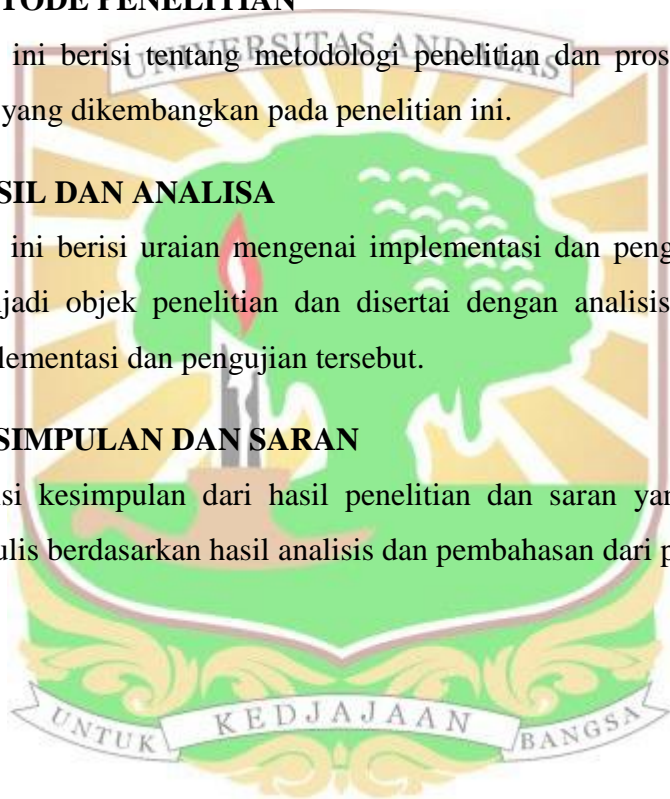 TODE PENELITIAN
UNIVERSITAS ANDALAS
ini berisi tentang metodologi penelitian dan pros
yang dikembangkan pada penelitian ini.
SIL DAN ANALISA
ini berisi uraian mengenai implementasi dan peng
jadi objek penelitian dan disertai dengan analisis
lementasi dan pengujian tersebut.
SIMPULAN DAN SARAN
si kesimpulan dari hasil penelitian dan saran yan
ulis berdasarkan hasil analisis dan pembahasan dari p
UNTUK KEDJAJAAN BANGSA